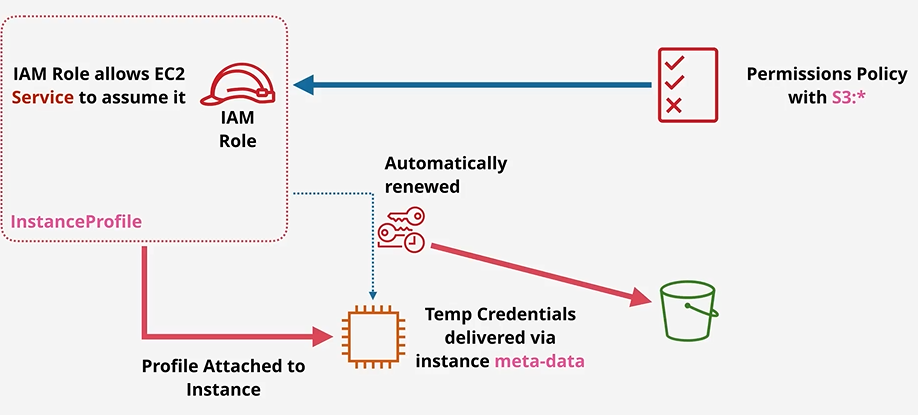 IAM Role allows EC2
Service to assume it
IAM
Role
Permissions Policy
with S3:*
Automatically
renewed
InstanceProfile
Temp Credentials
delivered via
instance meta-data
Profile Attached to
Instance